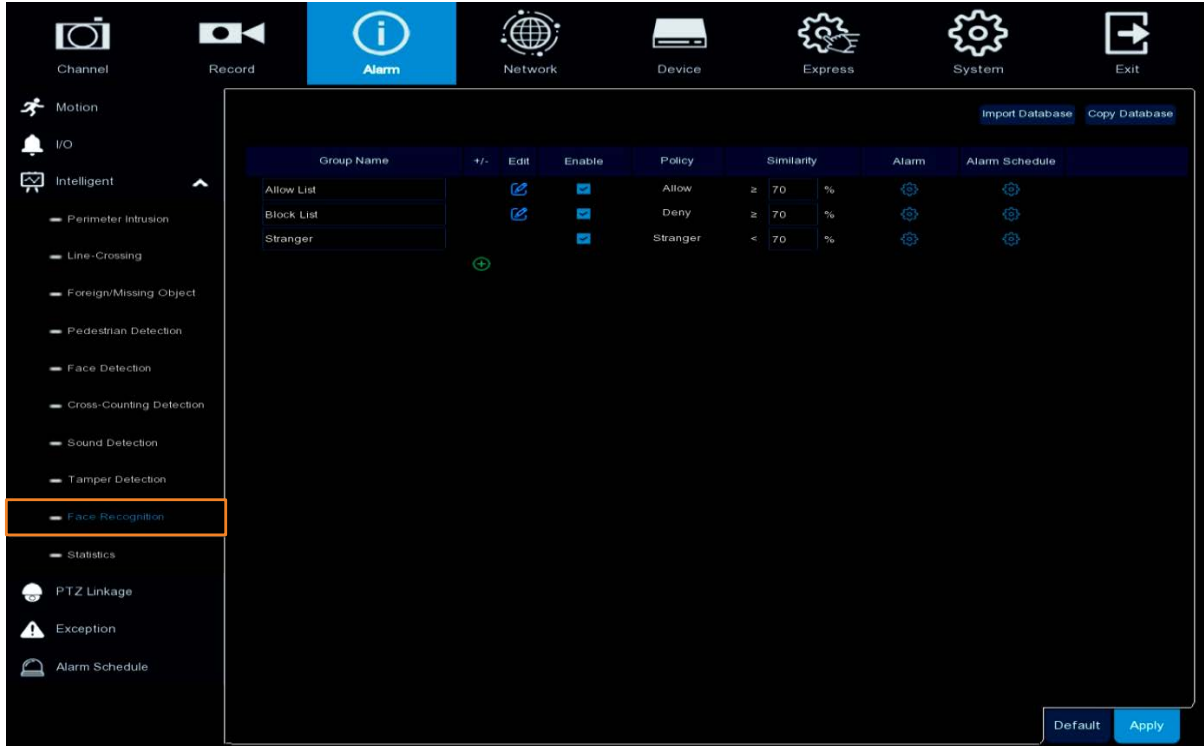 Channel Record Alarm Network Device Express System Exit
Motion
I/O
Intelligent
Perimeter Intrusion
Line-Crossing
Foreign/Missing Object
Pedestrian Detection
Face Detection
Cross-Counting Detection
Sound Detection
Tamper Detection
Face Recognition
Statistics
PTZ Linkage
Exception
Alarm Schedule
Import Database Copy Database
Group Name +/- Edit Enable Policy Similarity Alarm Alarm Schedule
Allow List Allow ≥ 70 %
Block List Deny ≥ 70 %
Stranger Stranger < 70 %
Default Apply